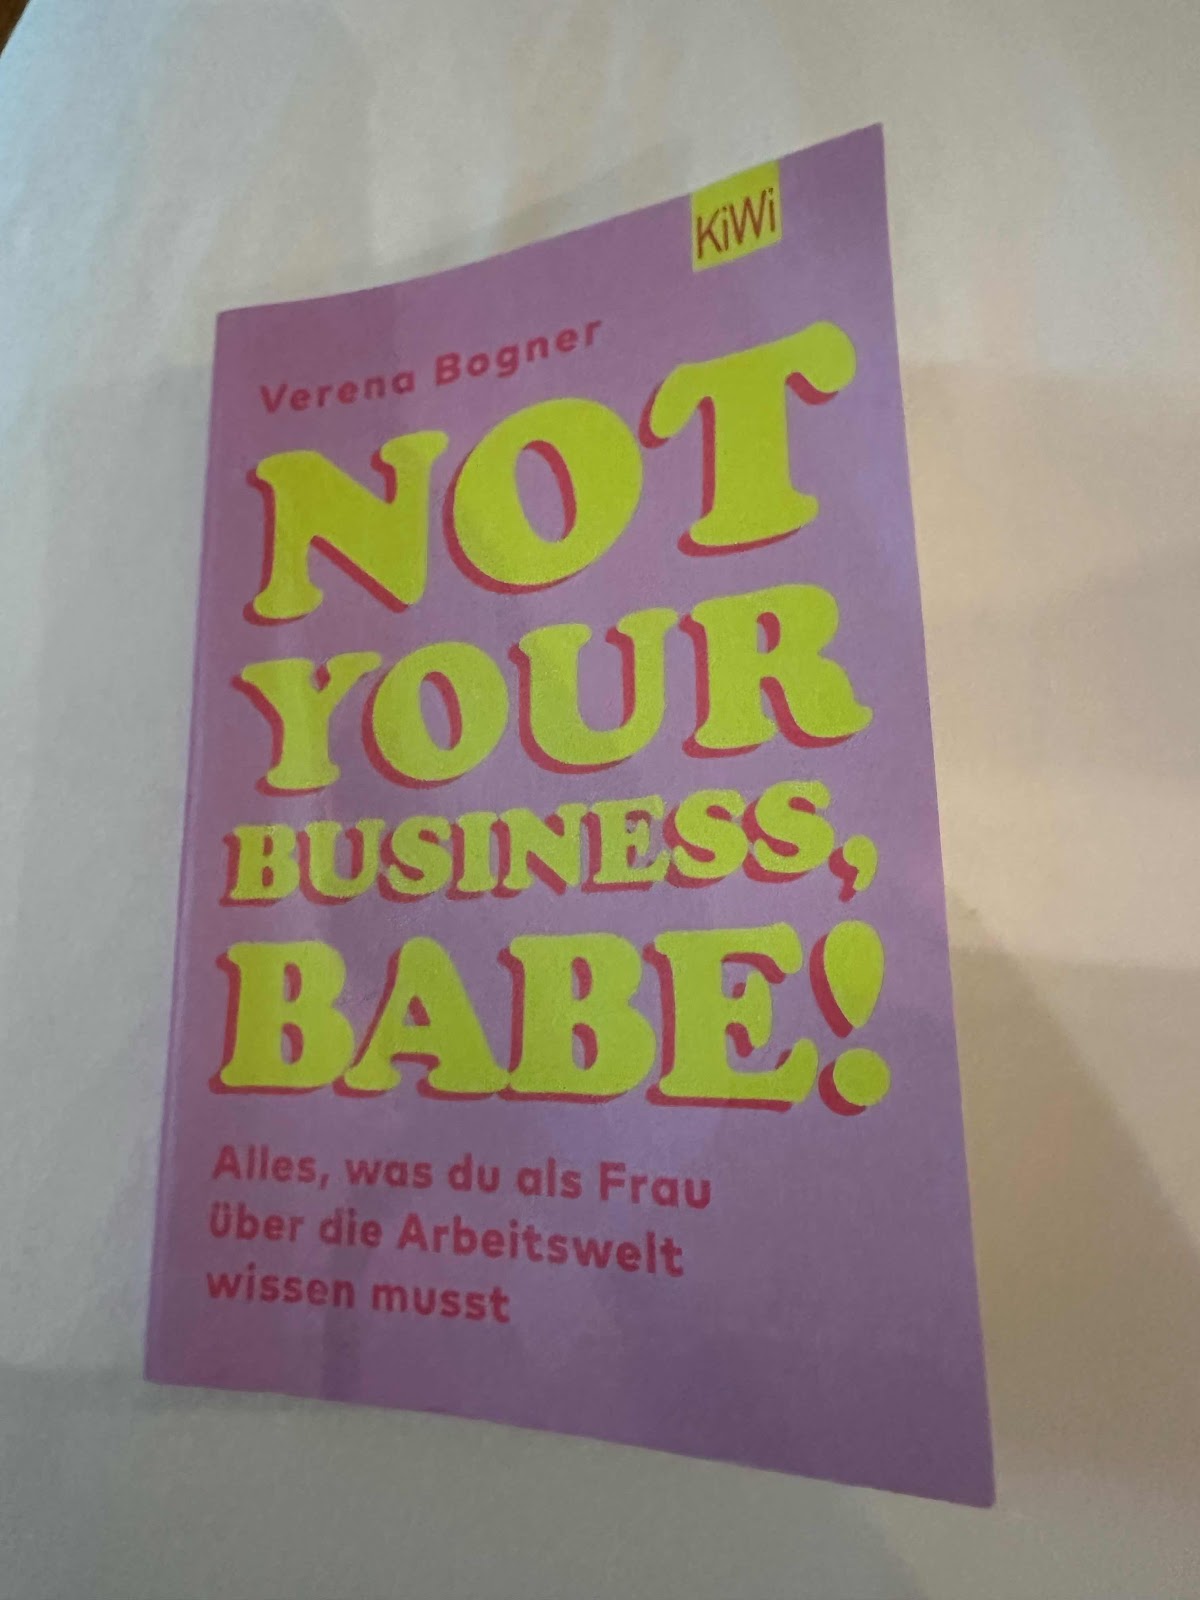 KiWi
Verena Bogner
NOT
YOUR
BUSINESS,
BABE!
Alles, was du als Frau
über die Arbeitswelt
wissen musst